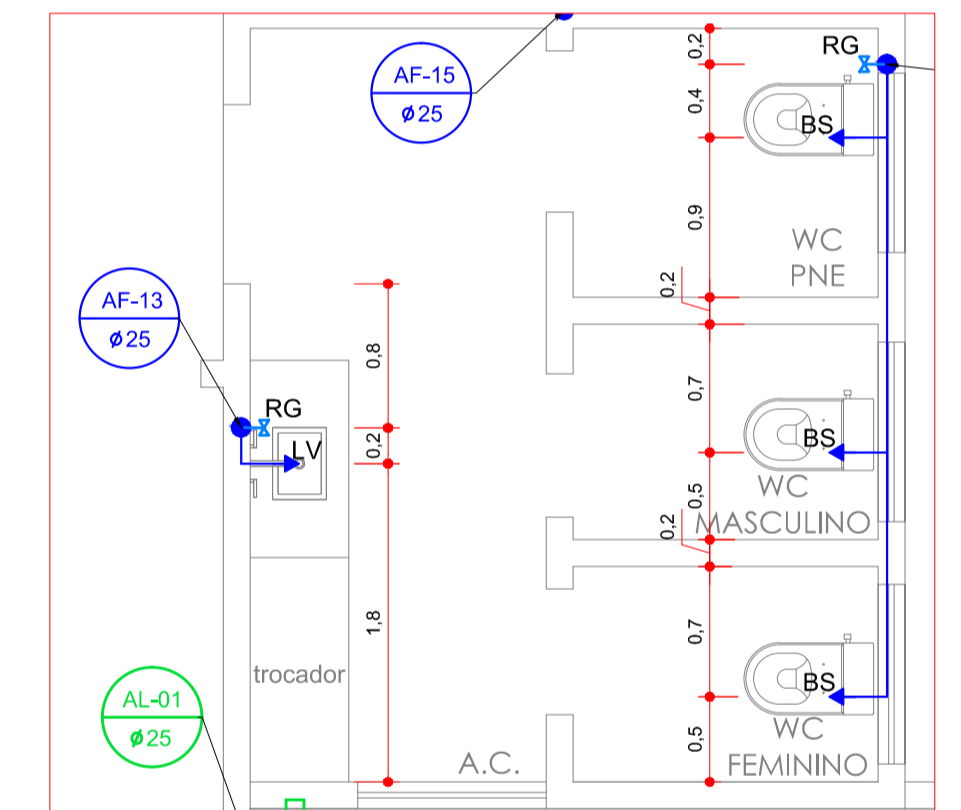 AF-15
ø25
0,2
RG
0,4
BS
0,9
WC
PNE
0,2
AF-13
ø25
RG
LV
0,8
0,2
1,8
0,7
BS
0,5
WC
MASCULINO
0,2
0,7
BS
0,5
WC
FEMININO
trocador
AL-01
ø25
A.C.